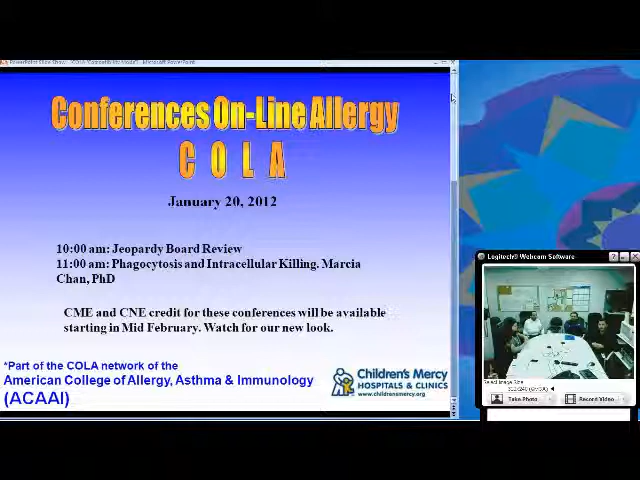 Conferences On-Line Allergy
C O L A
January 20, 2012
10:00 am: Jeopardy Board Review
11:00 am: Phagocytosis and Intracellular Killing. Marcia
Chan, PhD
CME and CNE credit for these conferences will be available
starting in Mid February. Watch for our new look.
*Part of the COLA network of the
American College of Allergy, Asthma & Immunology
(ACAAI)
Children's Mercy
HOSPITALS & CLINICS
www.childrensmercy.org
Logitech® Webcam Software
Select Image Size
Take Photo
Record Video